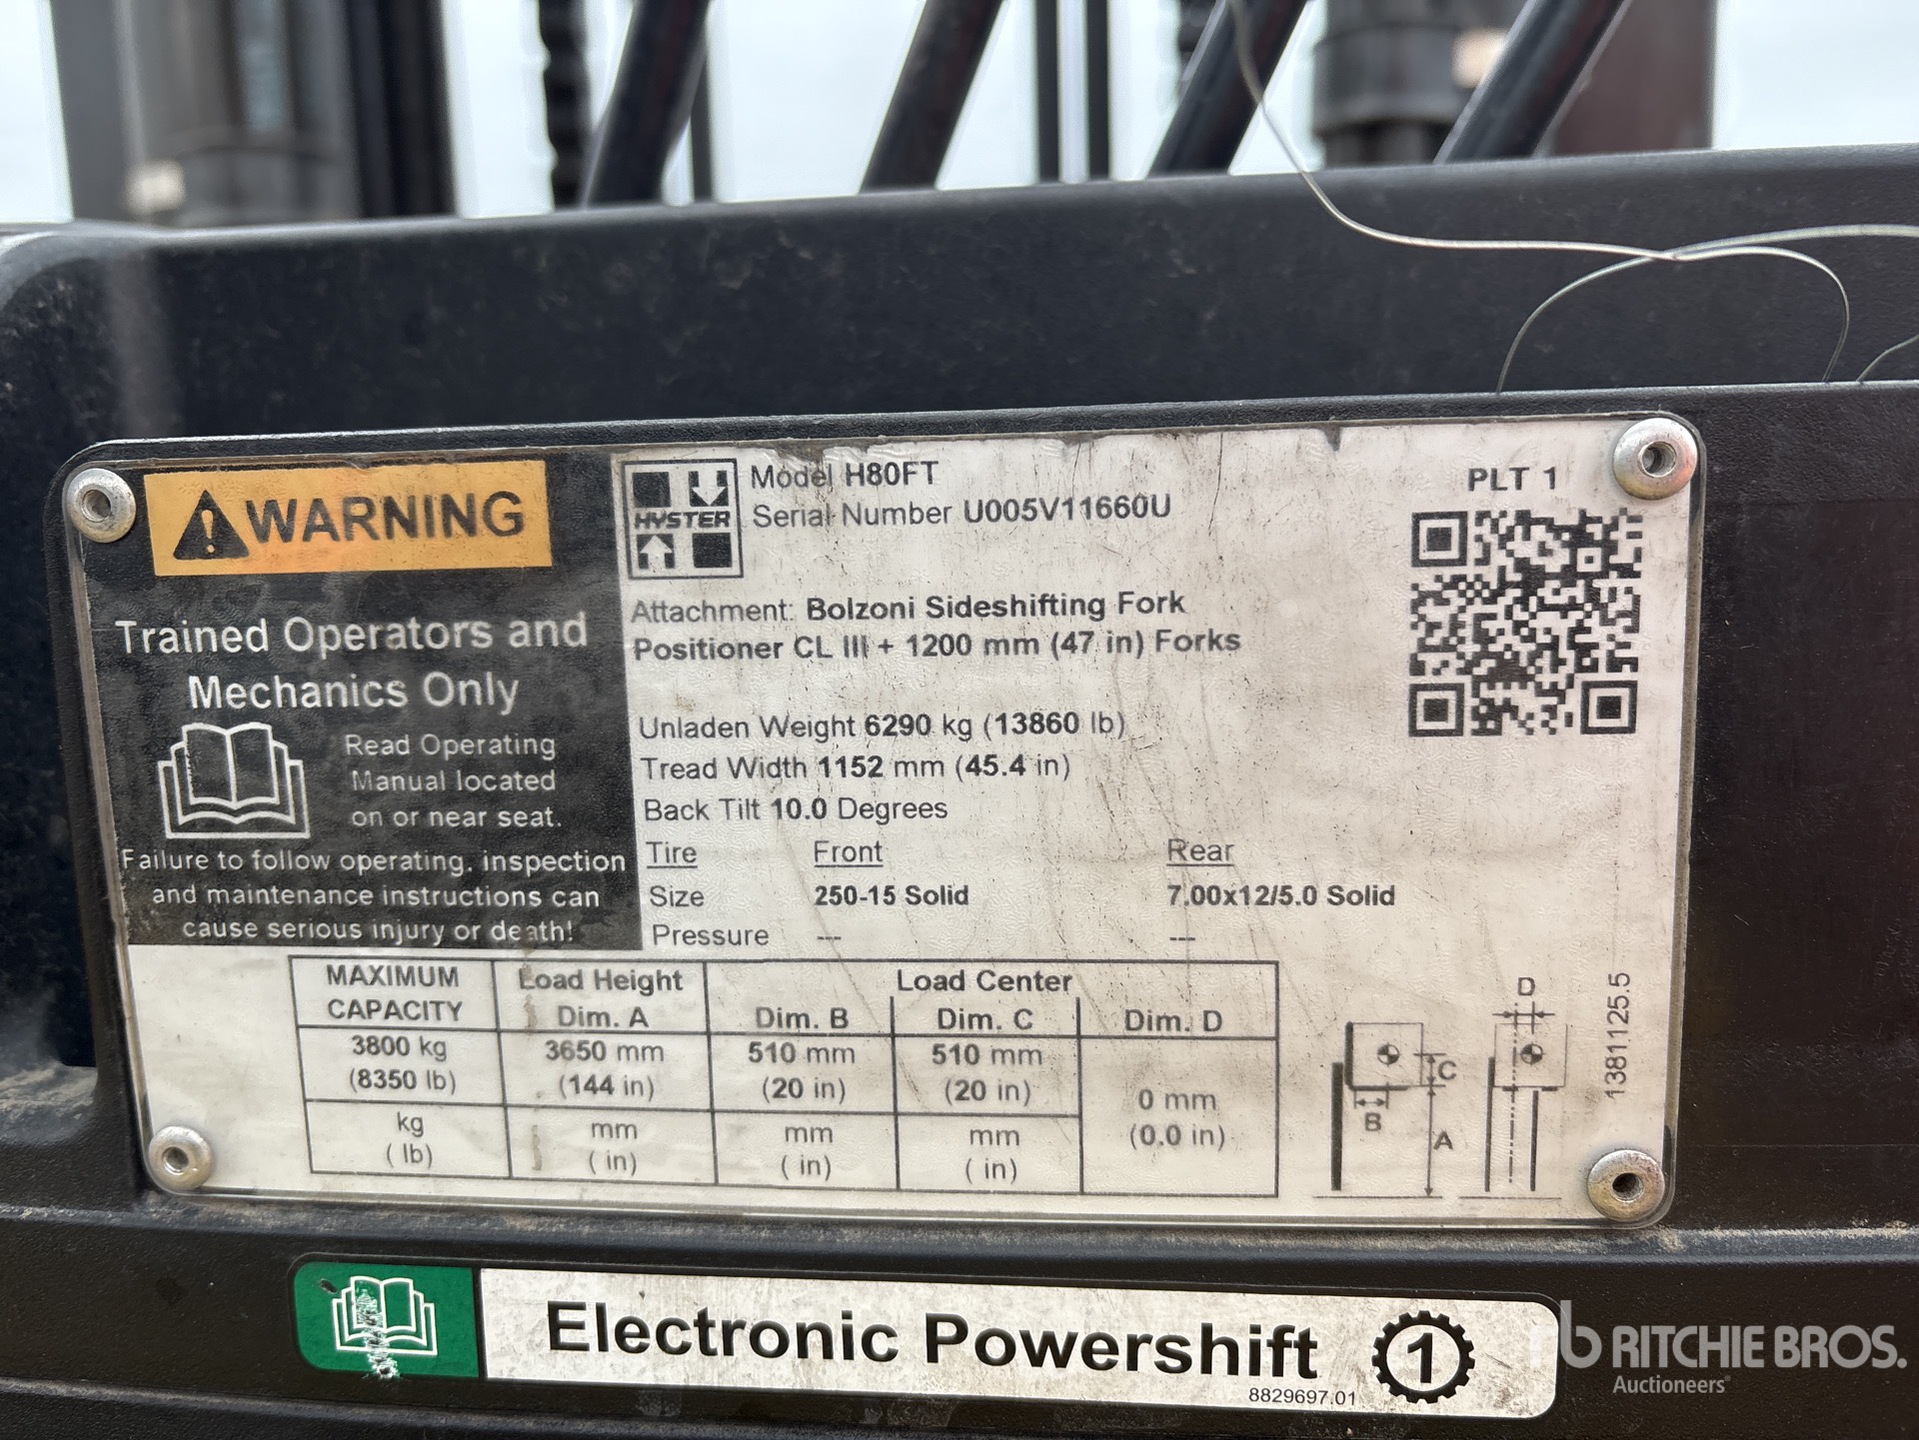 WARNING
Trained Operators and
Mechanics Only
Read Operating
Manual located
on or near seat.
Failure to follow operating, inspection
and maintenance instructions can
cause serious injury or death!
HYSTER
Model H80FT
Serial Number U005V11660U
Attachment: Bolzoni Sideshifting Fork
Positioner CL III + 1200 mm (47 in) Forks
Unladen Weight 6290 kg (13860 lb)
Tread Width 1152 mm (45.4 in)
Back Tilt 10.0 Degrees
Tire Front Rear
Size 250-15 Solid 7.00x12/5.0 Solid
Pressure --- ---
PLT 1
MAXIMUM CAPACITY Load Height Dim. A Load Center Dim. B Dim. C Dim. D
3800 kg 3650 mm 510 mm 510 mm 0 mm
(8350 lb) (144 in) (20 in) (20 in) (0.0 in)
kg mm mm mm
( lb) ( in) ( in) ( in)
D
C
B
A
1381125.5
Electronic Powershift 1
8829697.01
rb RITCHIE BROS.
Auctioneers